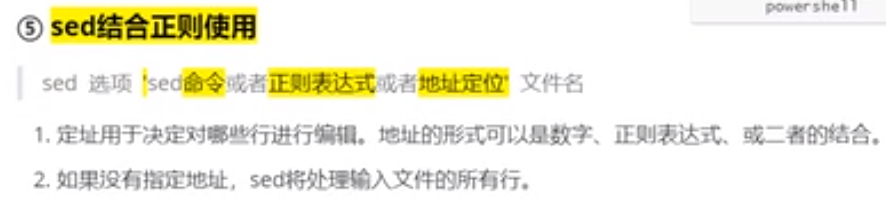 powershell
⑤ sed结合正则使用
sed 选项 'sed命令或者正则表达式或者地址定位' 文件名
1. 定址用于决定对哪些行进行编辑。地址的形式可以是数字、正则表达式、或二者的结合。
2. 如果没有指定地址，sed将处理输入文件的所有行。